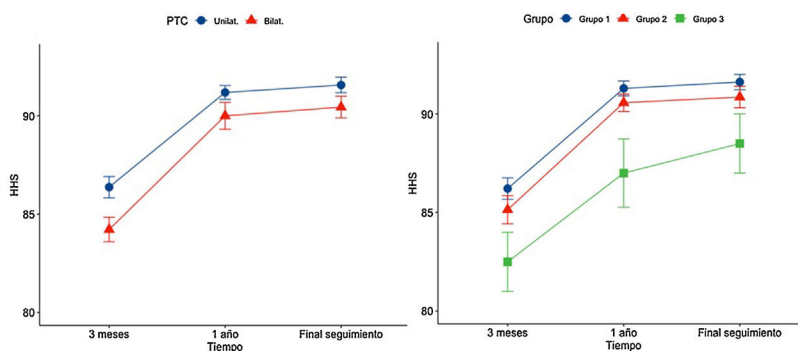 PTC Unilat. Bilat.
HHS
90
85
80
3 meses 1 año Final seguimiento
Tiempo
Grupo Grupo 1 Grupo 2 Grupo 3
HHS
90
85
80
3 meses 1 año Final seguimiento
Tiempo